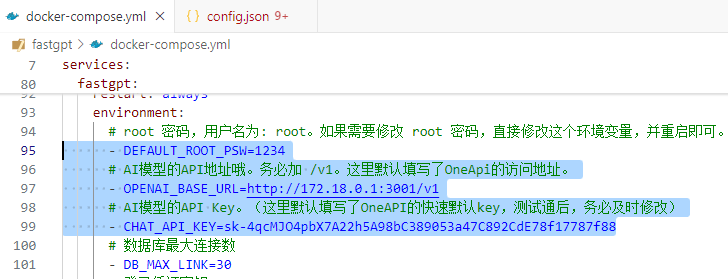 docker-compose.yml
config.json 9+
fastgpt > docker-compose.yml
7 services:
80 fastgpt:
92 restart: always
93 environment:
94 # root 密码，用户名为: root。如果需要修改 root 密码，直接修改这个环境变量，并重启即可。
95 - DEFAULT_ROOT_PSW=1234
96 # AI模型的API地址哦。务必加 /v1。这里默认填写了OneApi的访问地址。
97 - OPENAI_BASE_URL=http://172.18.0.1:3001/v1
98 # AI模型的API Key。（这里默认填写了OneAPI的快速默认key，测试通后，务必及时修改）
99 - CHAT_API_KEY=sk-4qcMJO4pbX7A22h5A98bC389053a47C892CdE78f17787f88
100 # 数据库最大连接数
101 - DB_MAX_LINK=30